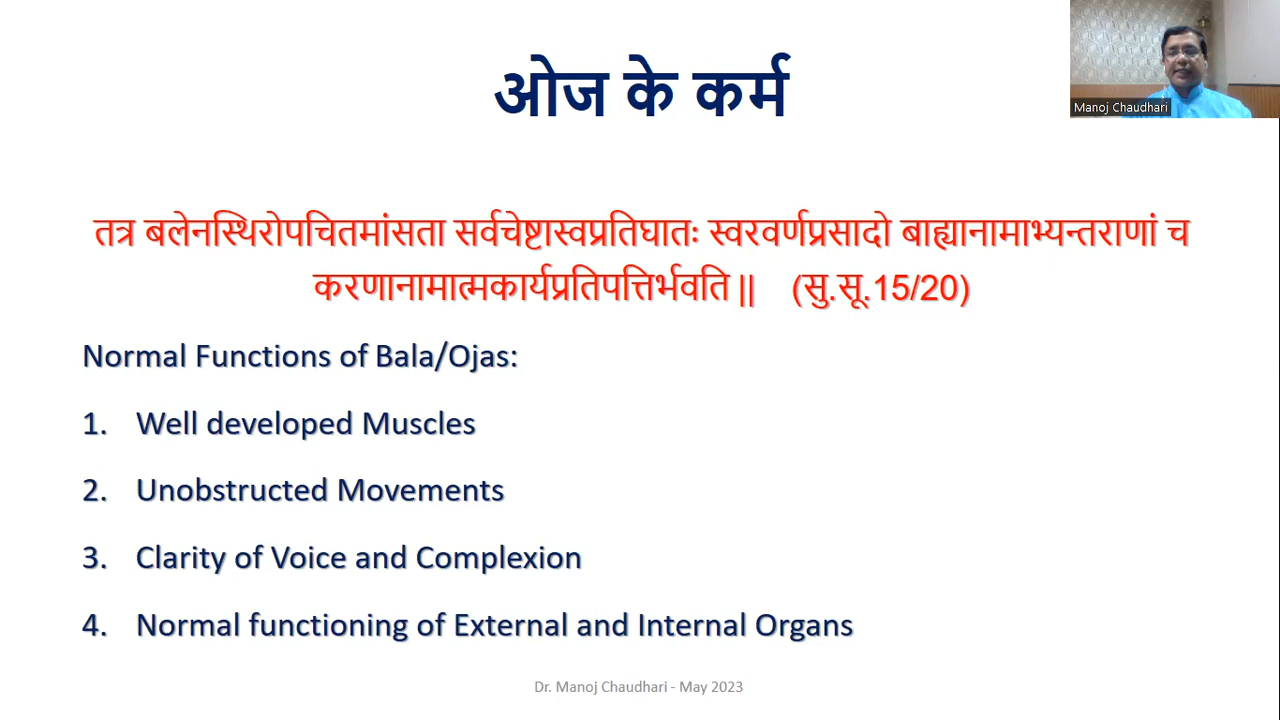 ओज के कर्म
Manoj Chaudhari
तत्र बलेनस्थिरोपचितमांसता सर्वचेष्टास्वप्रतिघातः स्वरवर्णप्रसादो बाह्यानामाभ्यन्तराणां च
करणानामात्मकार्यप्रतिपत्तिर्भवति || (सु.सू.15/20)
Normal Functions of Bala/Ojas:
1. Well developed Muscles
2. Unobstructed Movements
3. Clarity of Voice and Complexion
4. Normal functioning of External and Internal Organs
Dr. Manoj Chaudhari - May 2023